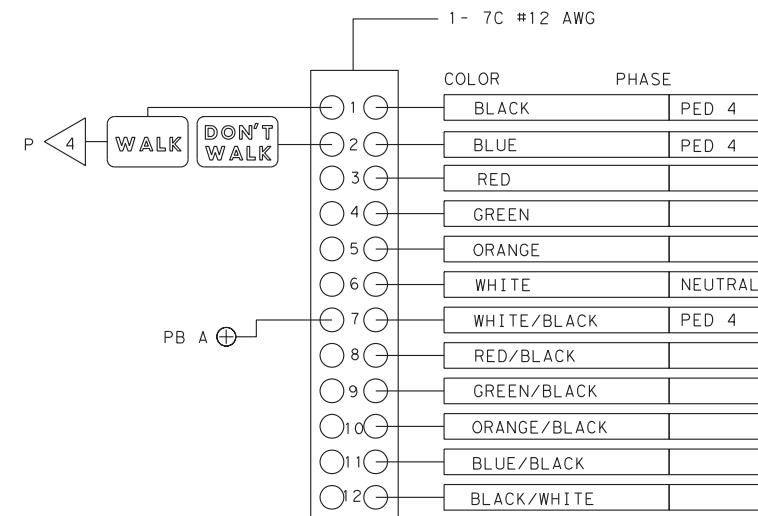 1- 7C #12 AWG
COLOR PHASE
1 BLACK PED 4
P 4 WALK DON'T WALK 2 BLUE PED 4
3 RED
4 GREEN
5 ORANGE
6 WHITE NEUTRAL
PB A 7 WHITE/BLACK PED 4
8 RED/BLACK
9 GREEN/BLACK
10 ORANGE/BLACK
11 BLUE/BLACK
12 BLACK/WHITE